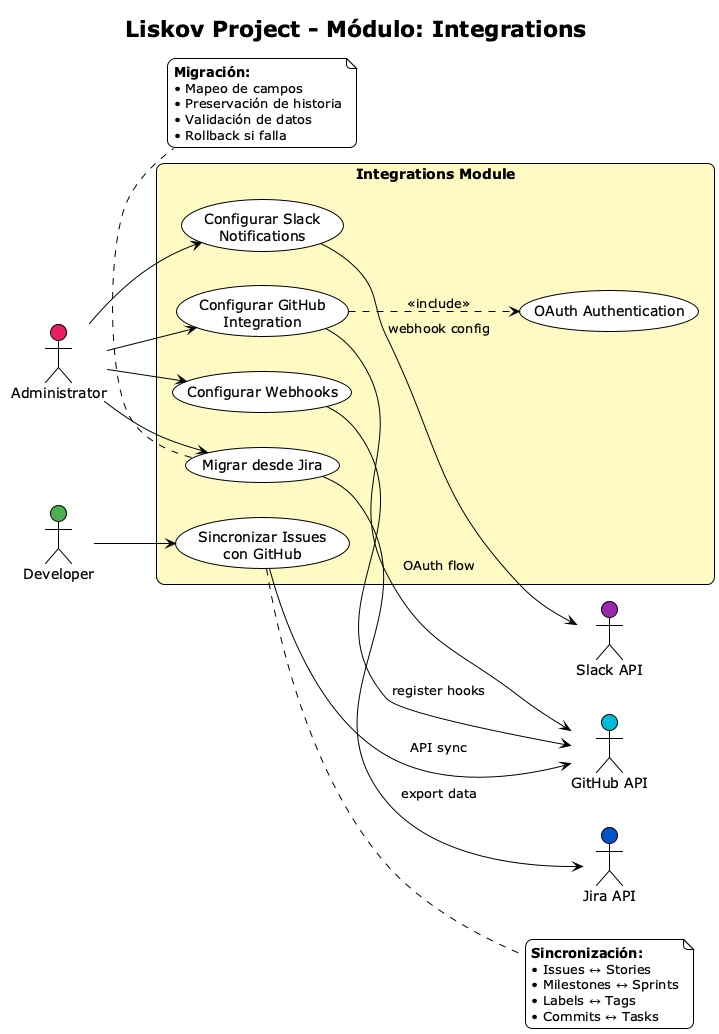 Liskov Project - Módulo: Integrations
Migración:
• Mapeo de campos
• Preservación de historia
• Validación de datos
• Rollback si falla
Integrations Module
Configurar Slack
Notifications
Configurar GitHub
Integration
«include»
OAuth Authentication
webhook config
Administrator
Configurar Webhooks
Migrar desde Jira
Sincronizar Issues
con GitHub
Developer
OAuth flow
Slack API
register hooks
API sync
GitHub API
export data
Jira API
Sincronización:
• Issues ↔ Stories
• Milestones ↔ Sprints
• Labels ↔ Tags
• Commits ↔ Tasks